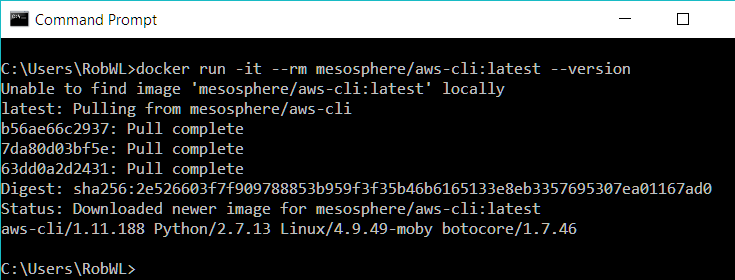 Command Prompt
C:\Users\RobWL>docker run -it --rm mesosphere/aws-cli:latest --version
Unable to find image 'mesosphere/aws-cli:latest' locally
latest: Pulling from mesosphere/aws-cli
b56ae66c2937: Pull complete
7da80d03bf5e: Pull complete
63dd0a2d2431: Pull complete
Digest: sha256:2e526603f7f909788853b959f3f35b46b6165133e8eb3357695307ea01167ad0
Status: Downloaded newer image for mesosphere/aws-cli:latest
aws-cli/1.11.188 Python/2.7.13 Linux/4.9.49-moby botocore/1.7.46
C:\Users\RobWL>